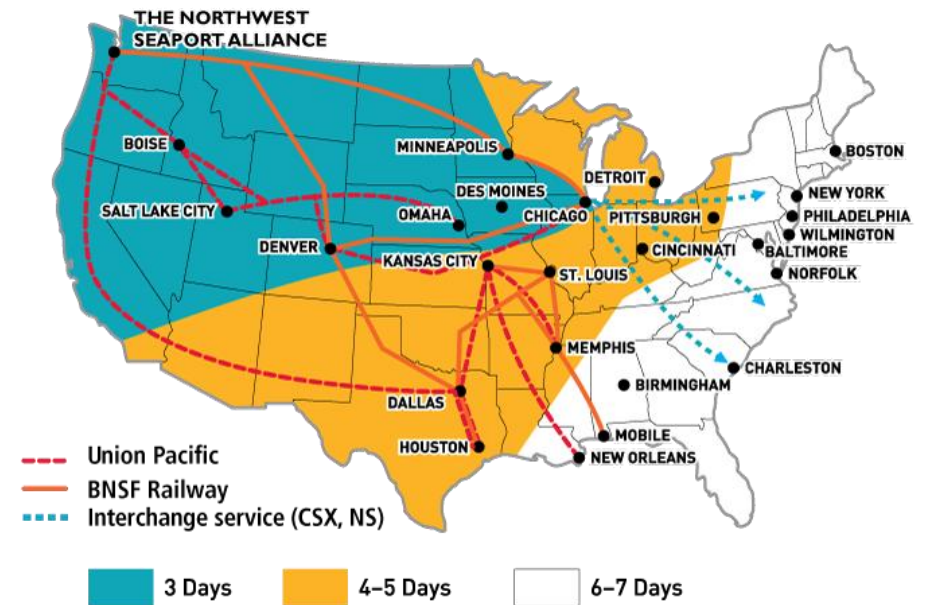 THE NORTHWEST
SEAPORT ALLIANCE
BOISE
MINNEAPOLIS
BOSTON
DETROIT
DES MOINES
NEW YORK
SALT LAKE CITY
OMAHA
CHICAGO
PITTSBURGH
PHILADELPHIA
WILMINGTON
DENVER
CINCINNATI
BALTIMORE
KANSAS CITY
ST. LOUIS
NORFOLK
MEMPHIS
CHARLESTON
BIRMINGHAM
DALLAS
MOBILE
HOUSTON
NEW ORLEANS
Union Pacific
BNSF Railway
Interchange service (CSX, NS)
3 Days
4–5 Days
6–7 Days